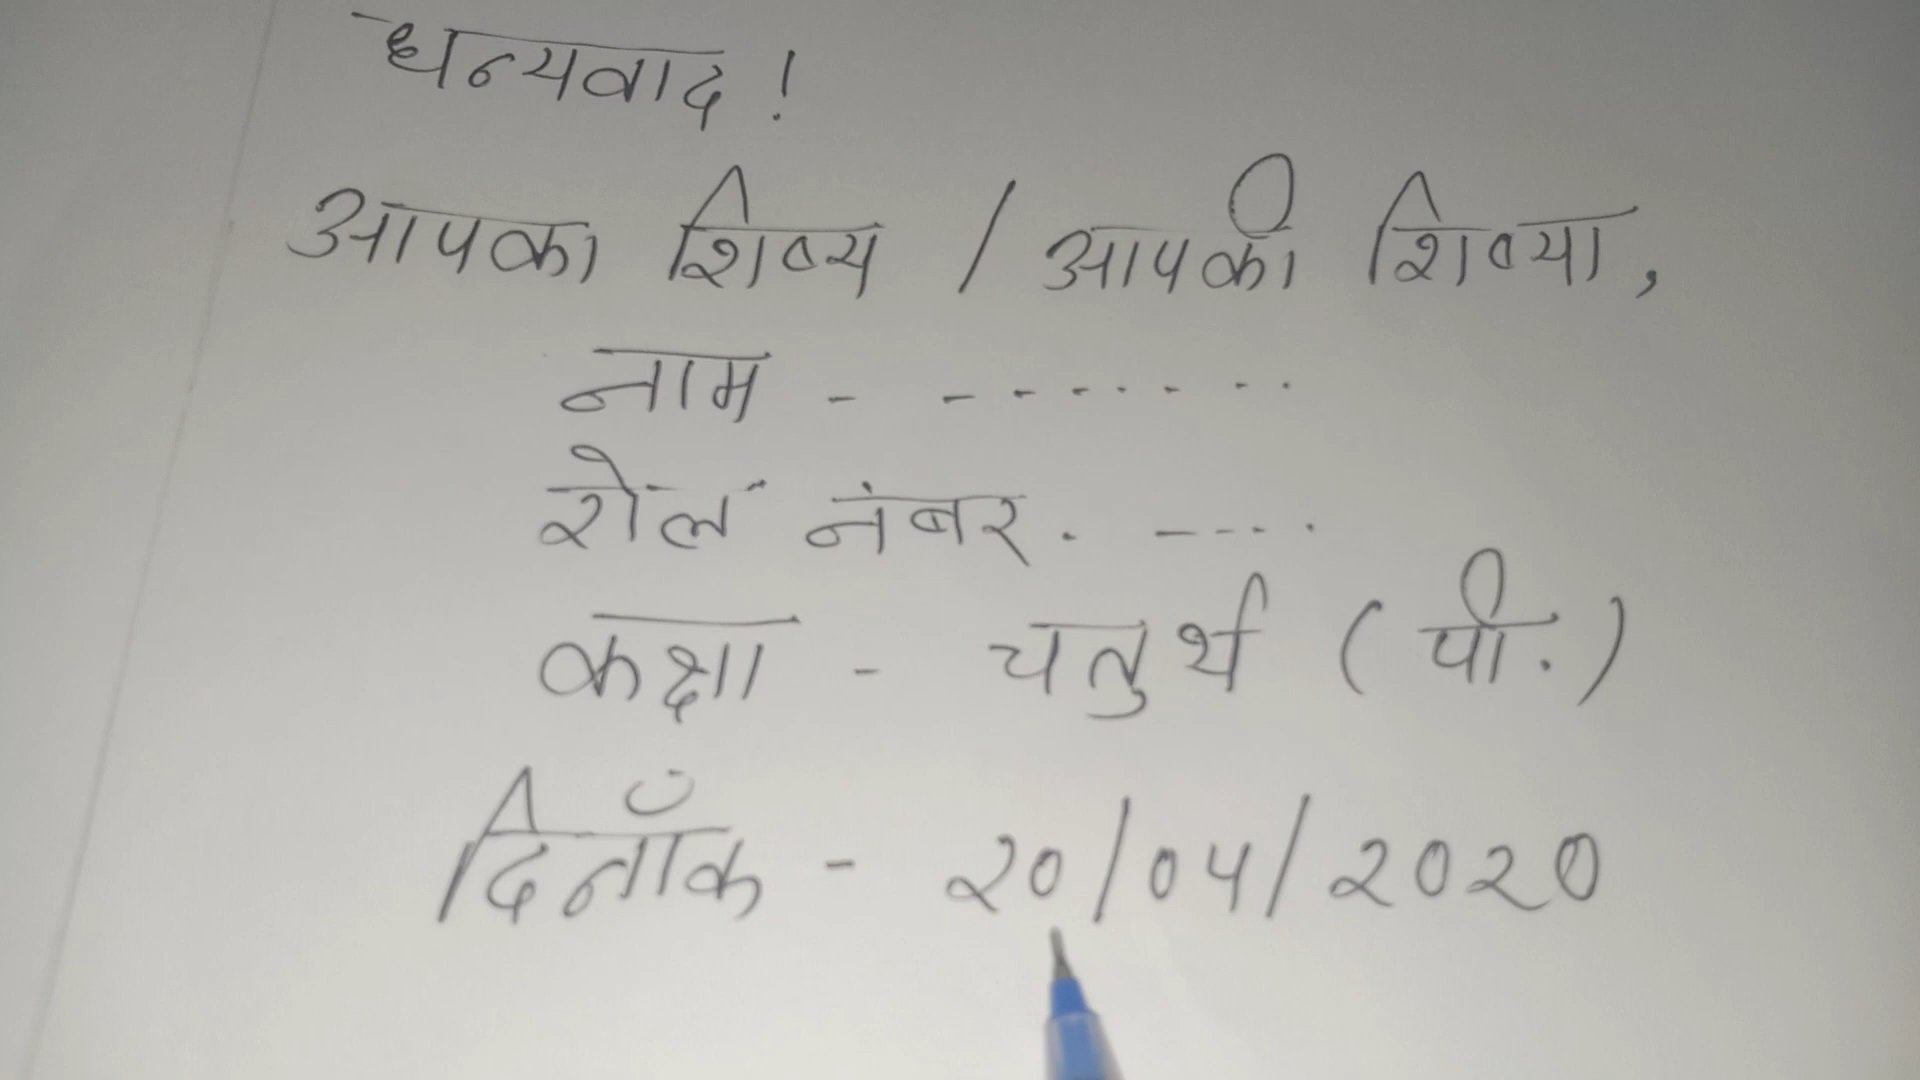 धन्यवाद !
आपका शिष्य / आपकी शिष्या,
नाम - - - - - - - - -
रोल नंबर. - - - - -
कक्षा - चतुर्थ ( पी. )
दिनाँक - 20/04/2020